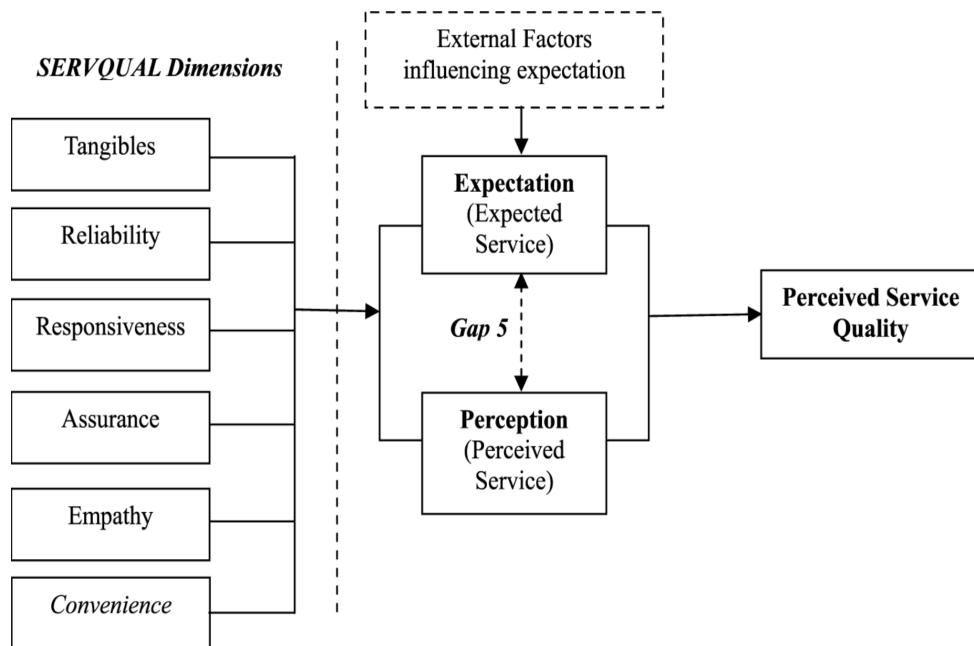 SERVQUAL Dimensions
Tangibles
Reliability
Responsiveness
Assurance
Empathy
Convenience
External Factors
influencing expectation
Expectation
(Expected
Service)
Gap 5
Perception
(Perceived
Service)
Perceived Service
Quality